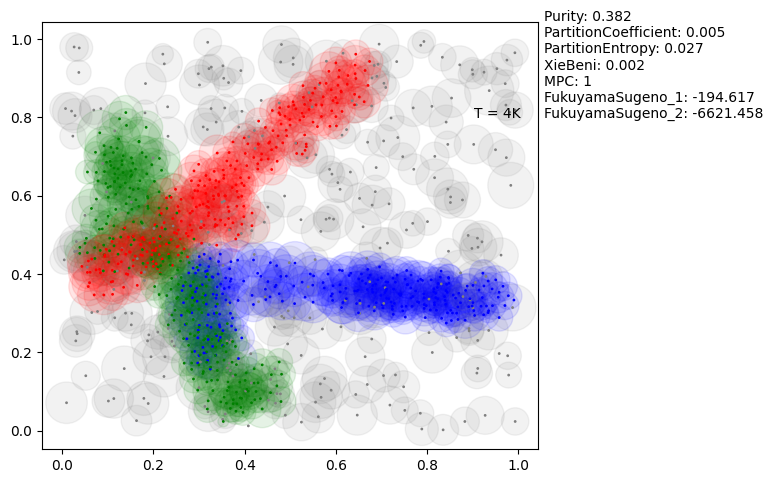 Purity: 0.382
PartitionCoefficient: 0.005
PartitionEntropy: 0.027
XieBeni: 0.002
MPC: 1
FukuyamaSugeno_1: -194.617
FukuyamaSugeno_2: -6621.458
T = 4K
1.0
0.8
0.6
0.4
0.2
0.0
0.0 0.2 0.4 0.6 0.8 1.0